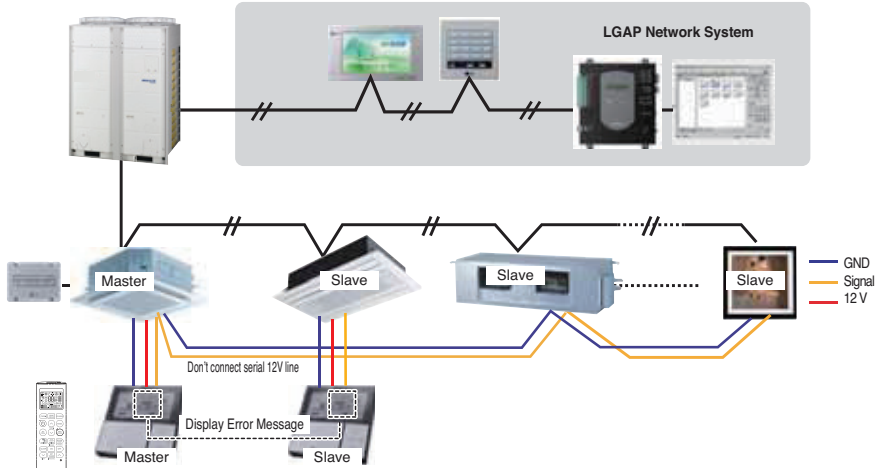 LGAP Network System
Master
Slave
Slave
Slave
GND
Signal
12 V
Don't connect serial 12V line
Display Error Message
Master
Slave